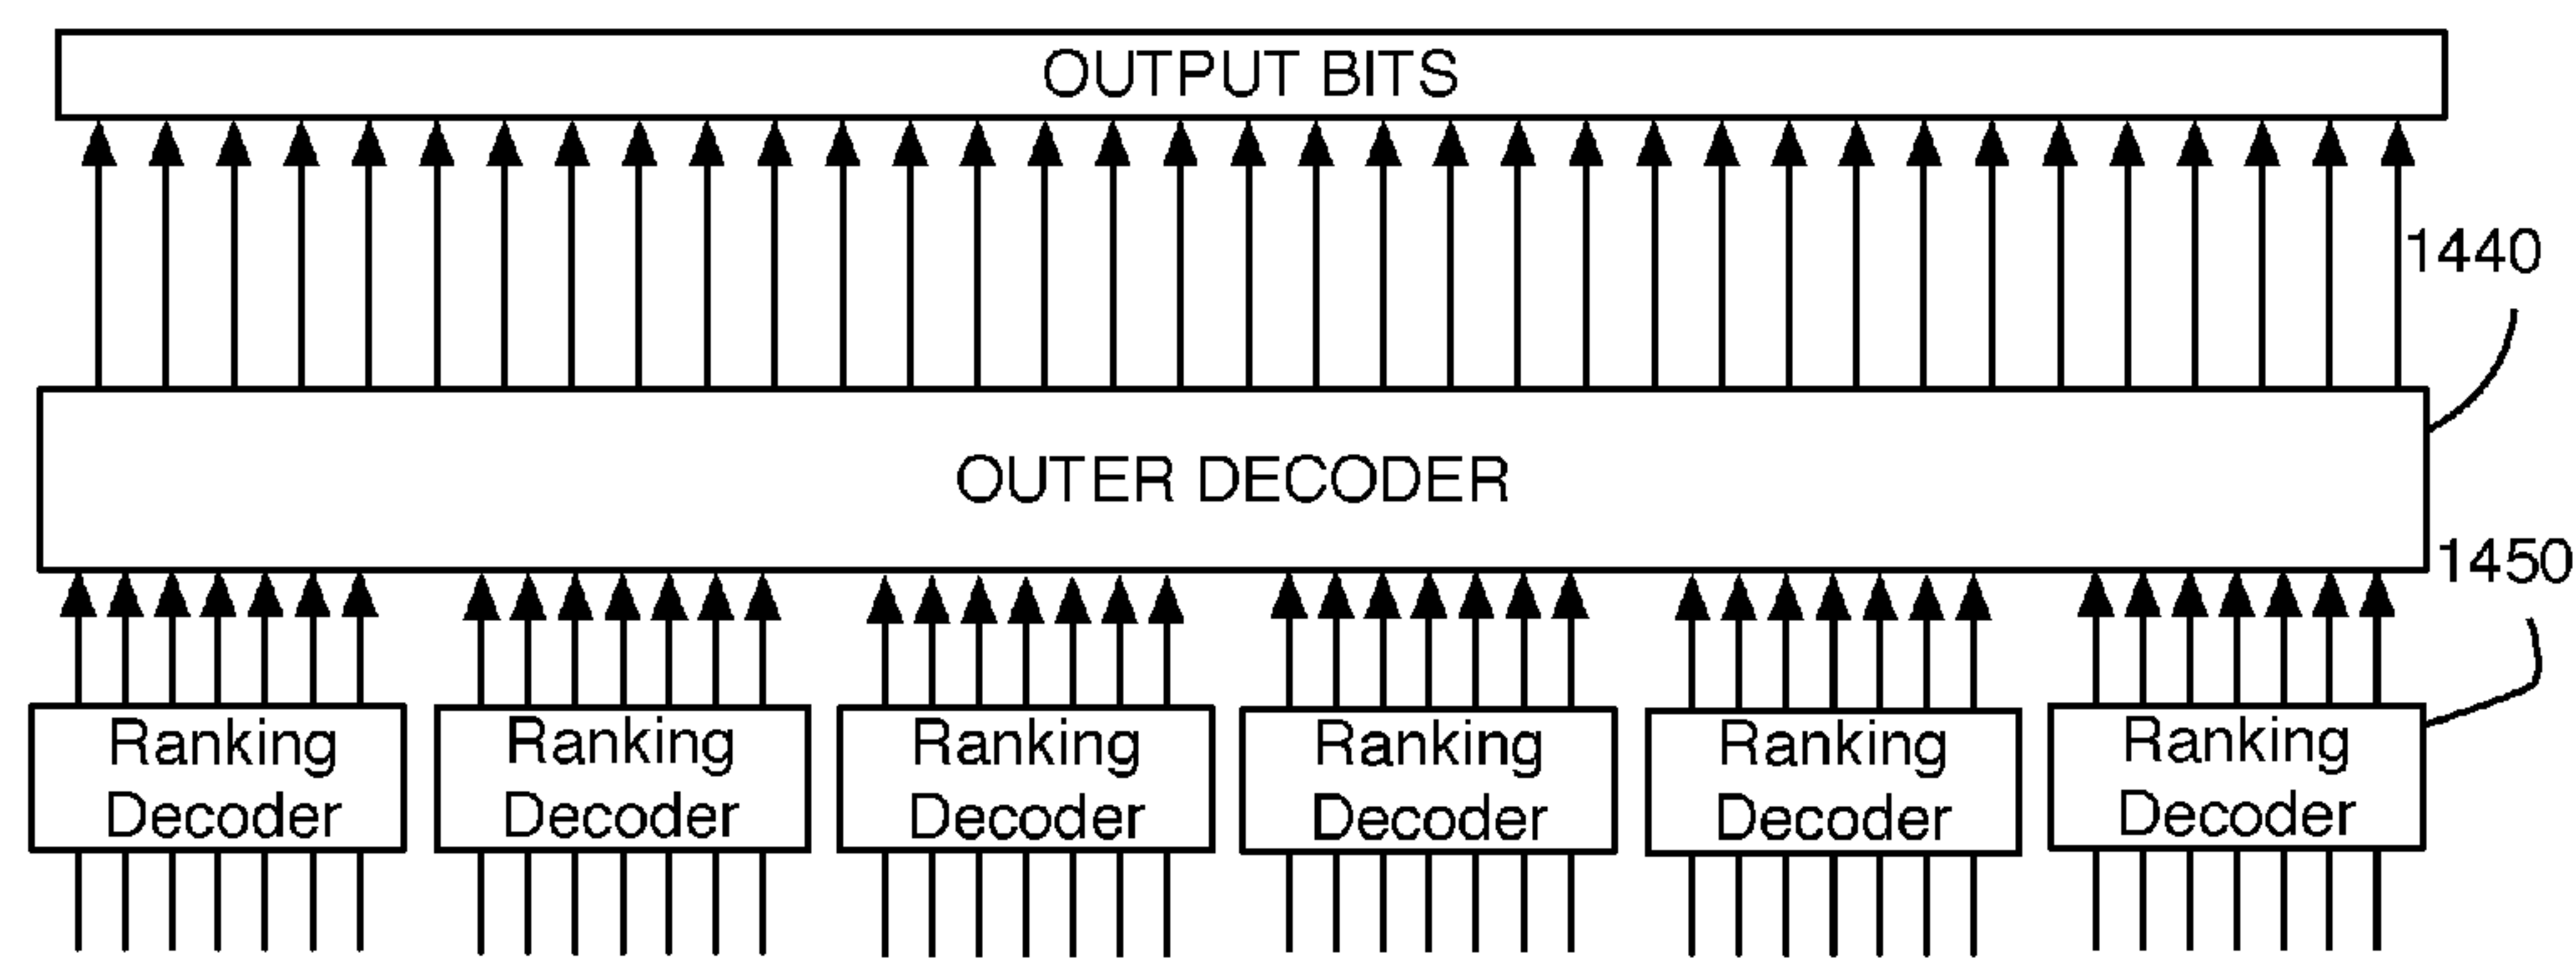 OUTPUT BITS
1440
OUTER DECODER
1450
Ranking Decoder
Ranking Decoder
Ranking Decoder
Ranking Decoder
Ranking Decoder
Ranking Decoder